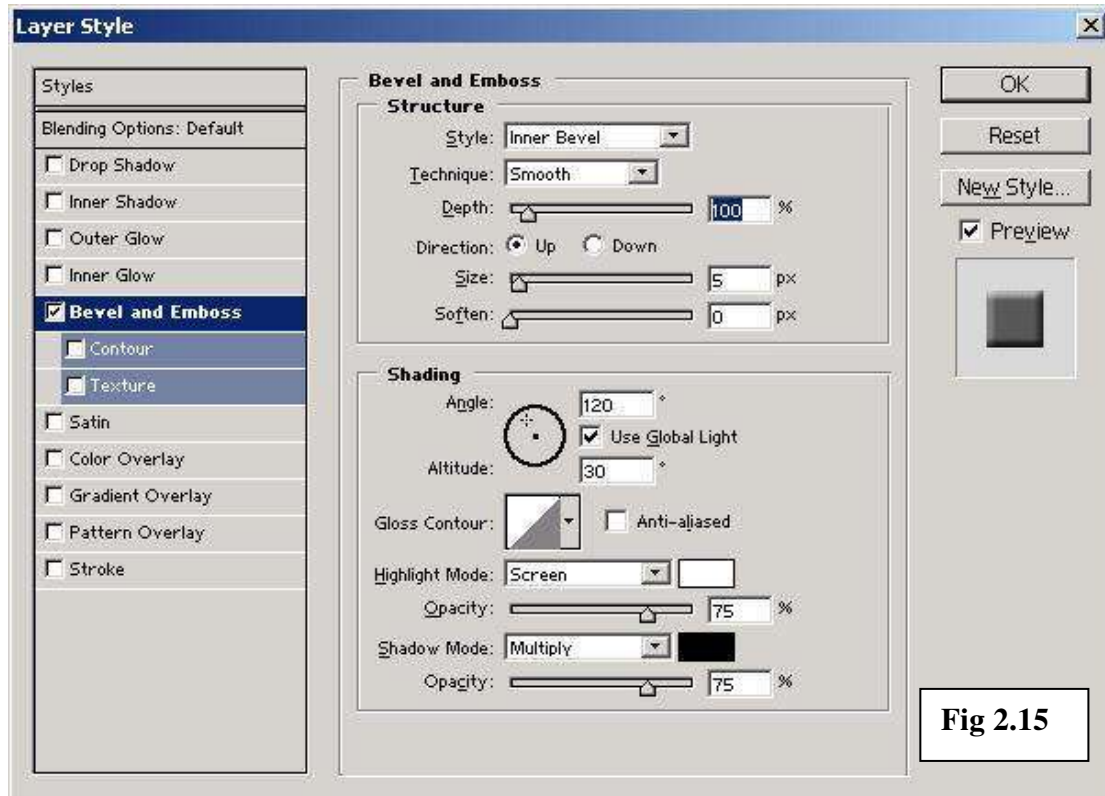 Layer Style
Styles
Blending Options: Default
Drop Shadow
Inner Shadow
Outer Glow
Inner Glow
Bevel and Emboss
Contour
Texture
Satin
Color Overlay
Gradient Overlay
Pattern Overlay
Stroke
Bevel and Emboss
Structure
Style: Inner Bevel
Technique: Smooth
Depth: 100 %
Direction: Up Down
Size: 5 px
Soften: 0 px
Shading
Angle: 120 °
Use Global Light
Altitude: 30 °
Gloss Contour: Anti-aliased
Highlight Mode: Screen
Opacity: 75 %
Shadow Mode: Multiply
Opacity: 75 %
OK
Reset
New Style...
Preview
Fig 2.15